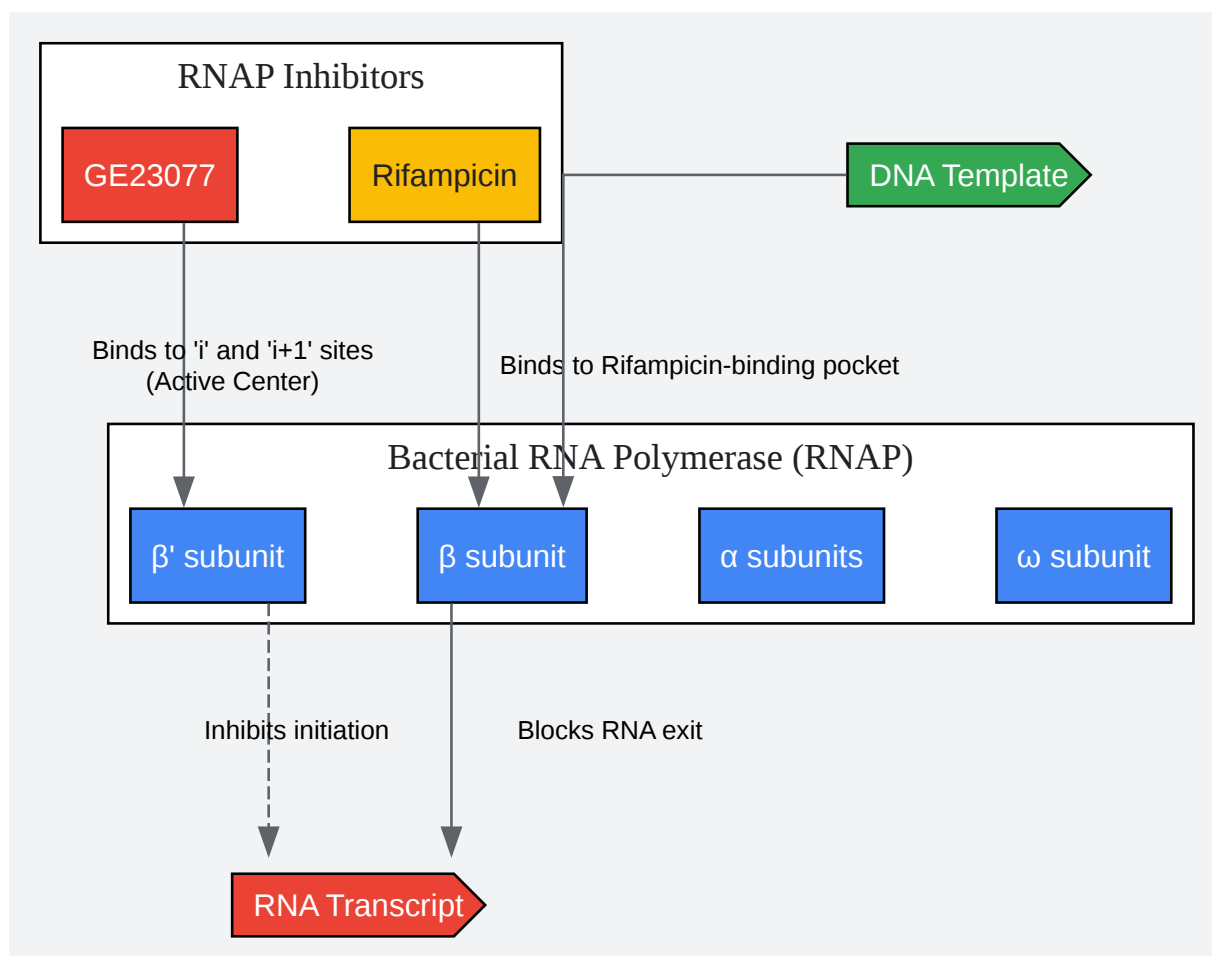 RNAP Inhibitors
GE23077
Rifampicin
DNA Template
Binds to 'i' and 'i+1' sites
(Active Center)
Binds to Rifampicin-binding pocket
Bacterial RNA Polymerase (RNAP)
β' subunit
β subunit
α subunits
ω subunit
Inhibits initiation
Blocks RNA exit
RNA Transcript